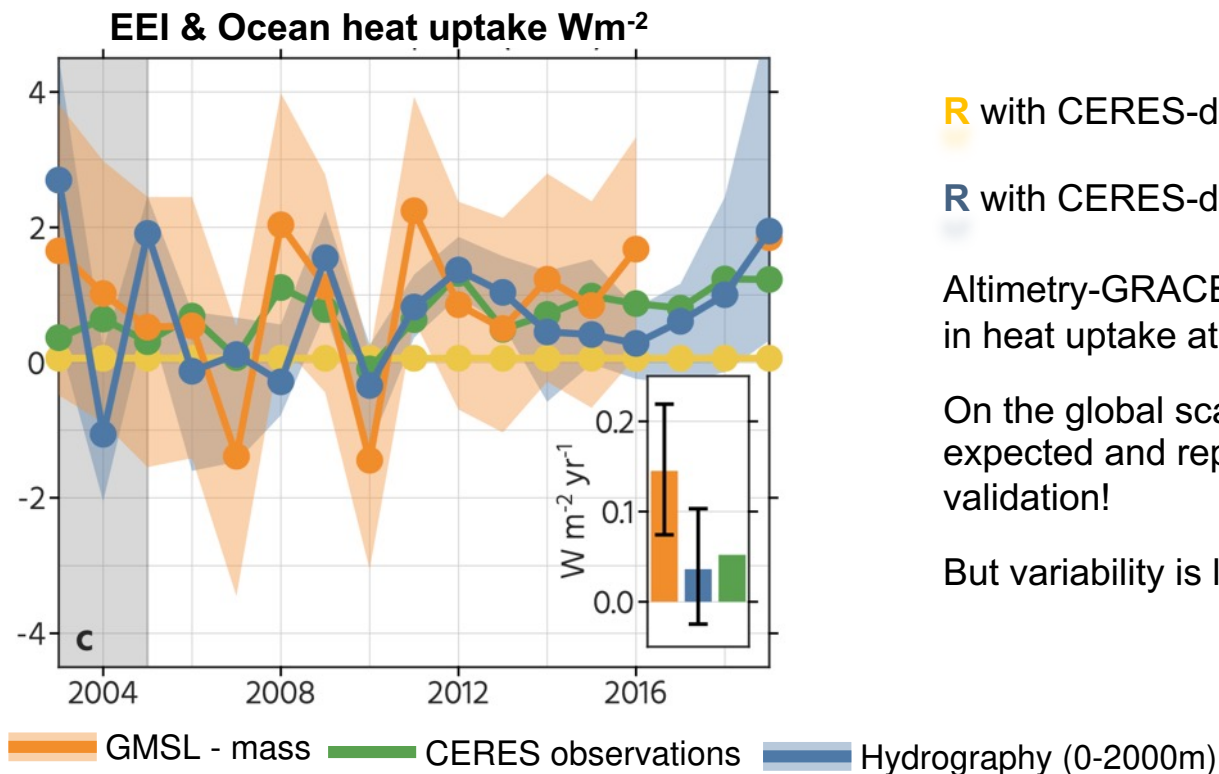 EEI & Ocean heat uptake Wm-2
4
2
0
-2
-4
c
2004 2008 2012 2016
W m-2 yr-1
0.2
0.1
0.0
GMSL - mass CERES observations Hydrography (0-2000m)
R with CERES-d
R with CERES-d
Altimetry-GRACE
in heat uptake at
On the global sca
expected and rep
validation!
But variability is l